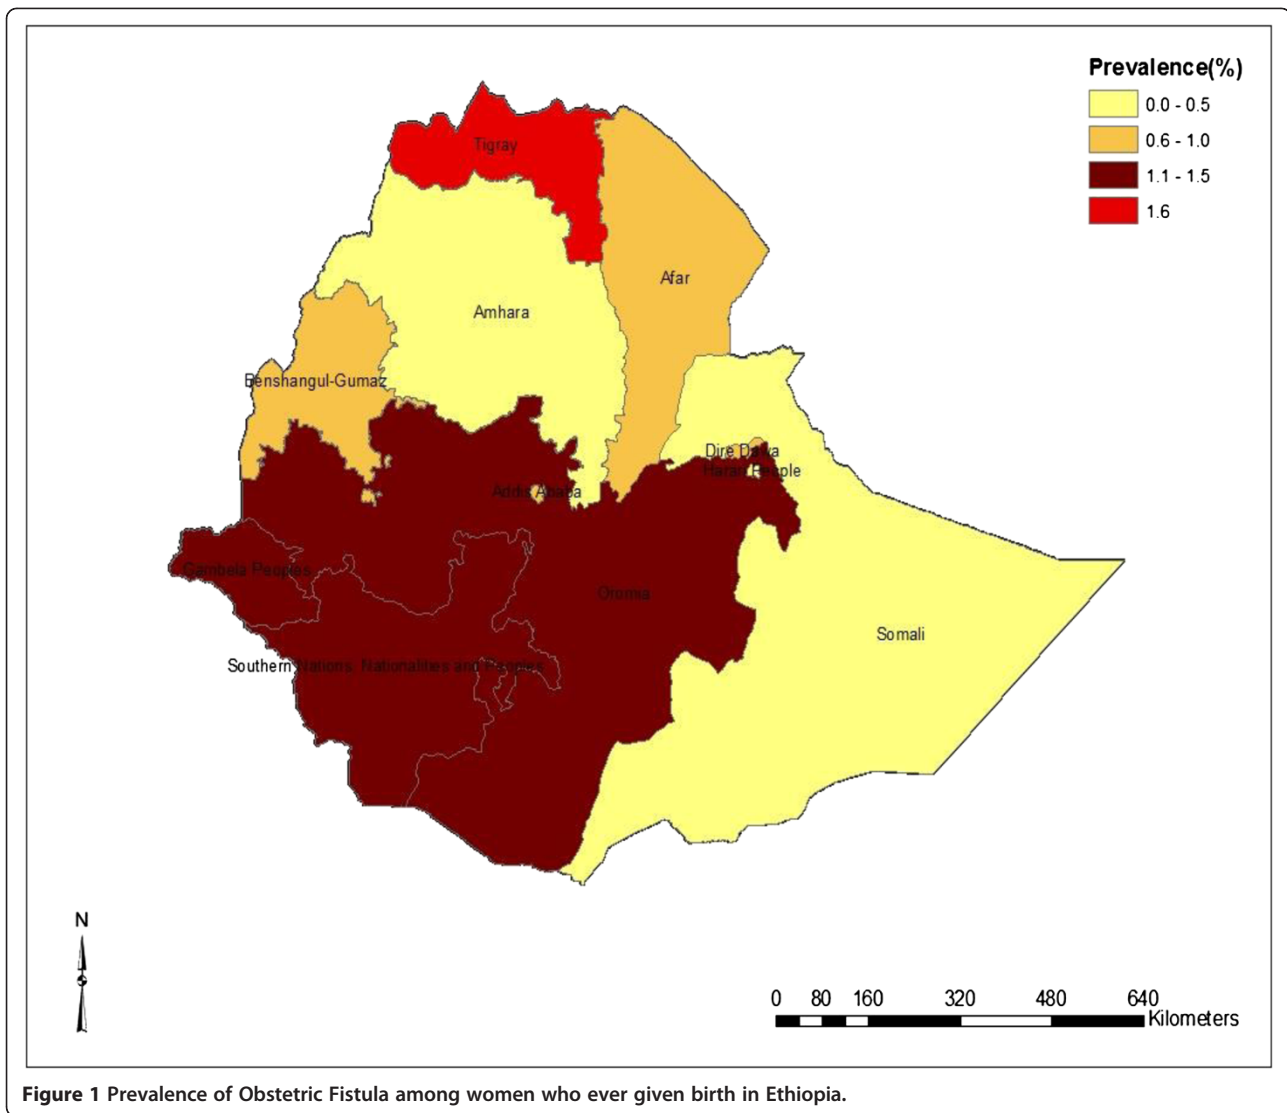 Prevalence(%)
0.0 - 0.5
0.6 - 1.0
1.1 - 1.5
1.6
Tigray
Afar
Amhara
Benshangul-Gumaz
Dire Dawa
Harari People
Addis Ababa
Gambela Peoples
Oromia
Somali
Southern Nations, Nationalities and Peoples
N
0 80 160 320 480 640
Kilometers
Figure 1 Prevalence of Obstetric Fistula among women who ever given birth in Ethiopia.